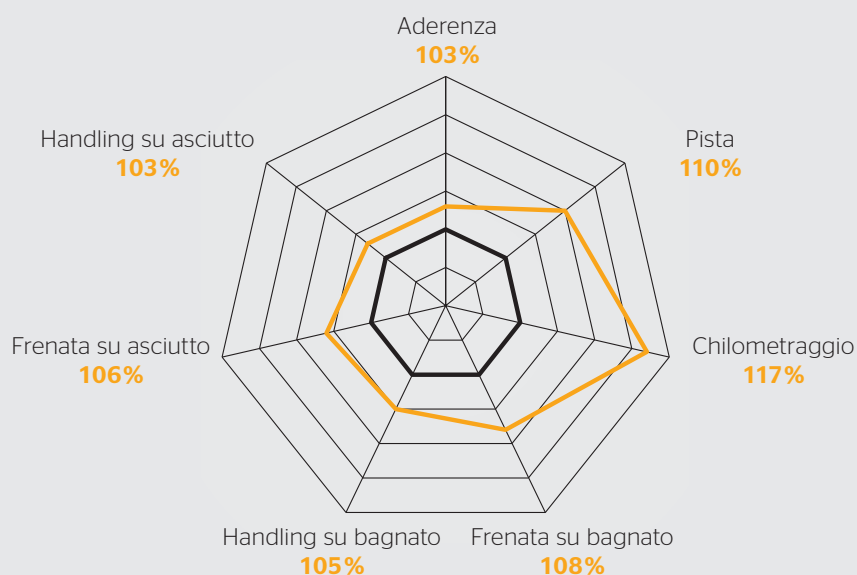 Aderenza
103%
Handling su asciutto
103%
Pista
110%
Frenata su asciutto
106%
Chilometraggio
117%
Handling su bagnato
105%
Frenata su bagnato
108%